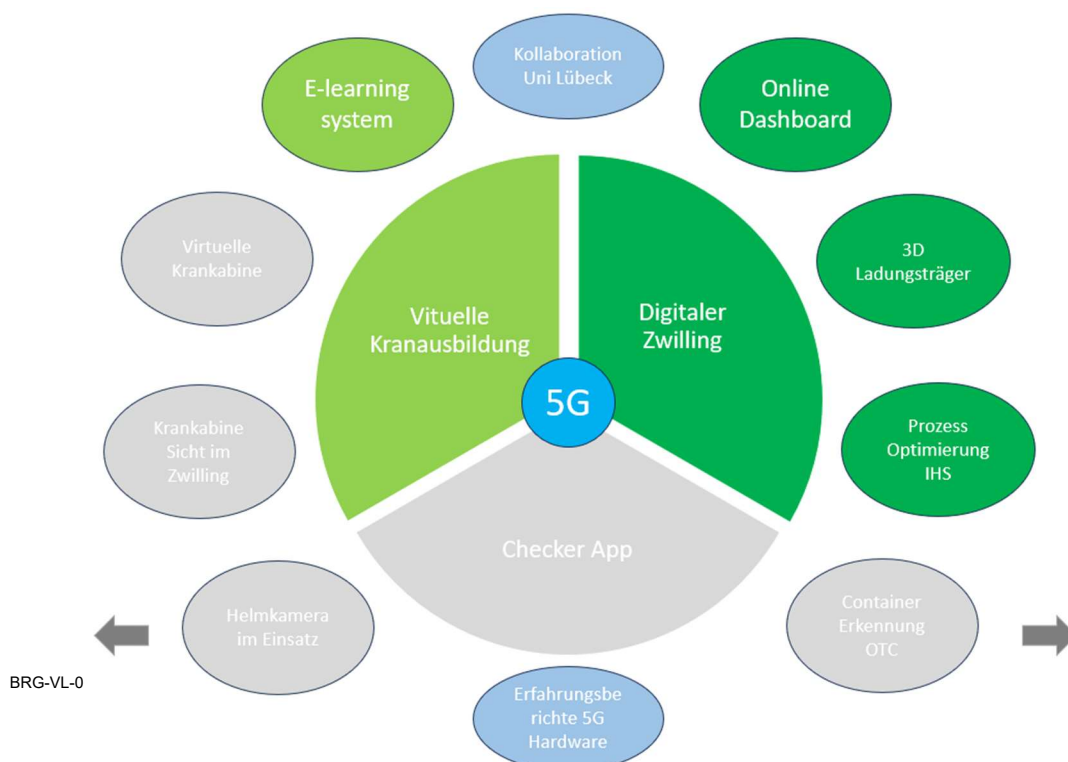 Kollaboration
Uni Lübeck
E-learning
system
Online
Dashboard
Virtuelle
Krankabine
3D
Ladungsträger
Vituelle
Kranausbildung
Digitaler
Zwilling
5G
Krankabine
Sicht im
Zwilling
Prozess
Optimierung
IHS
Checker App
Helmkamera
im Einsatz
Container
Erkennung
OTC
BRG-VL-0
Erfahrungsbe
richte 5G
Hardware